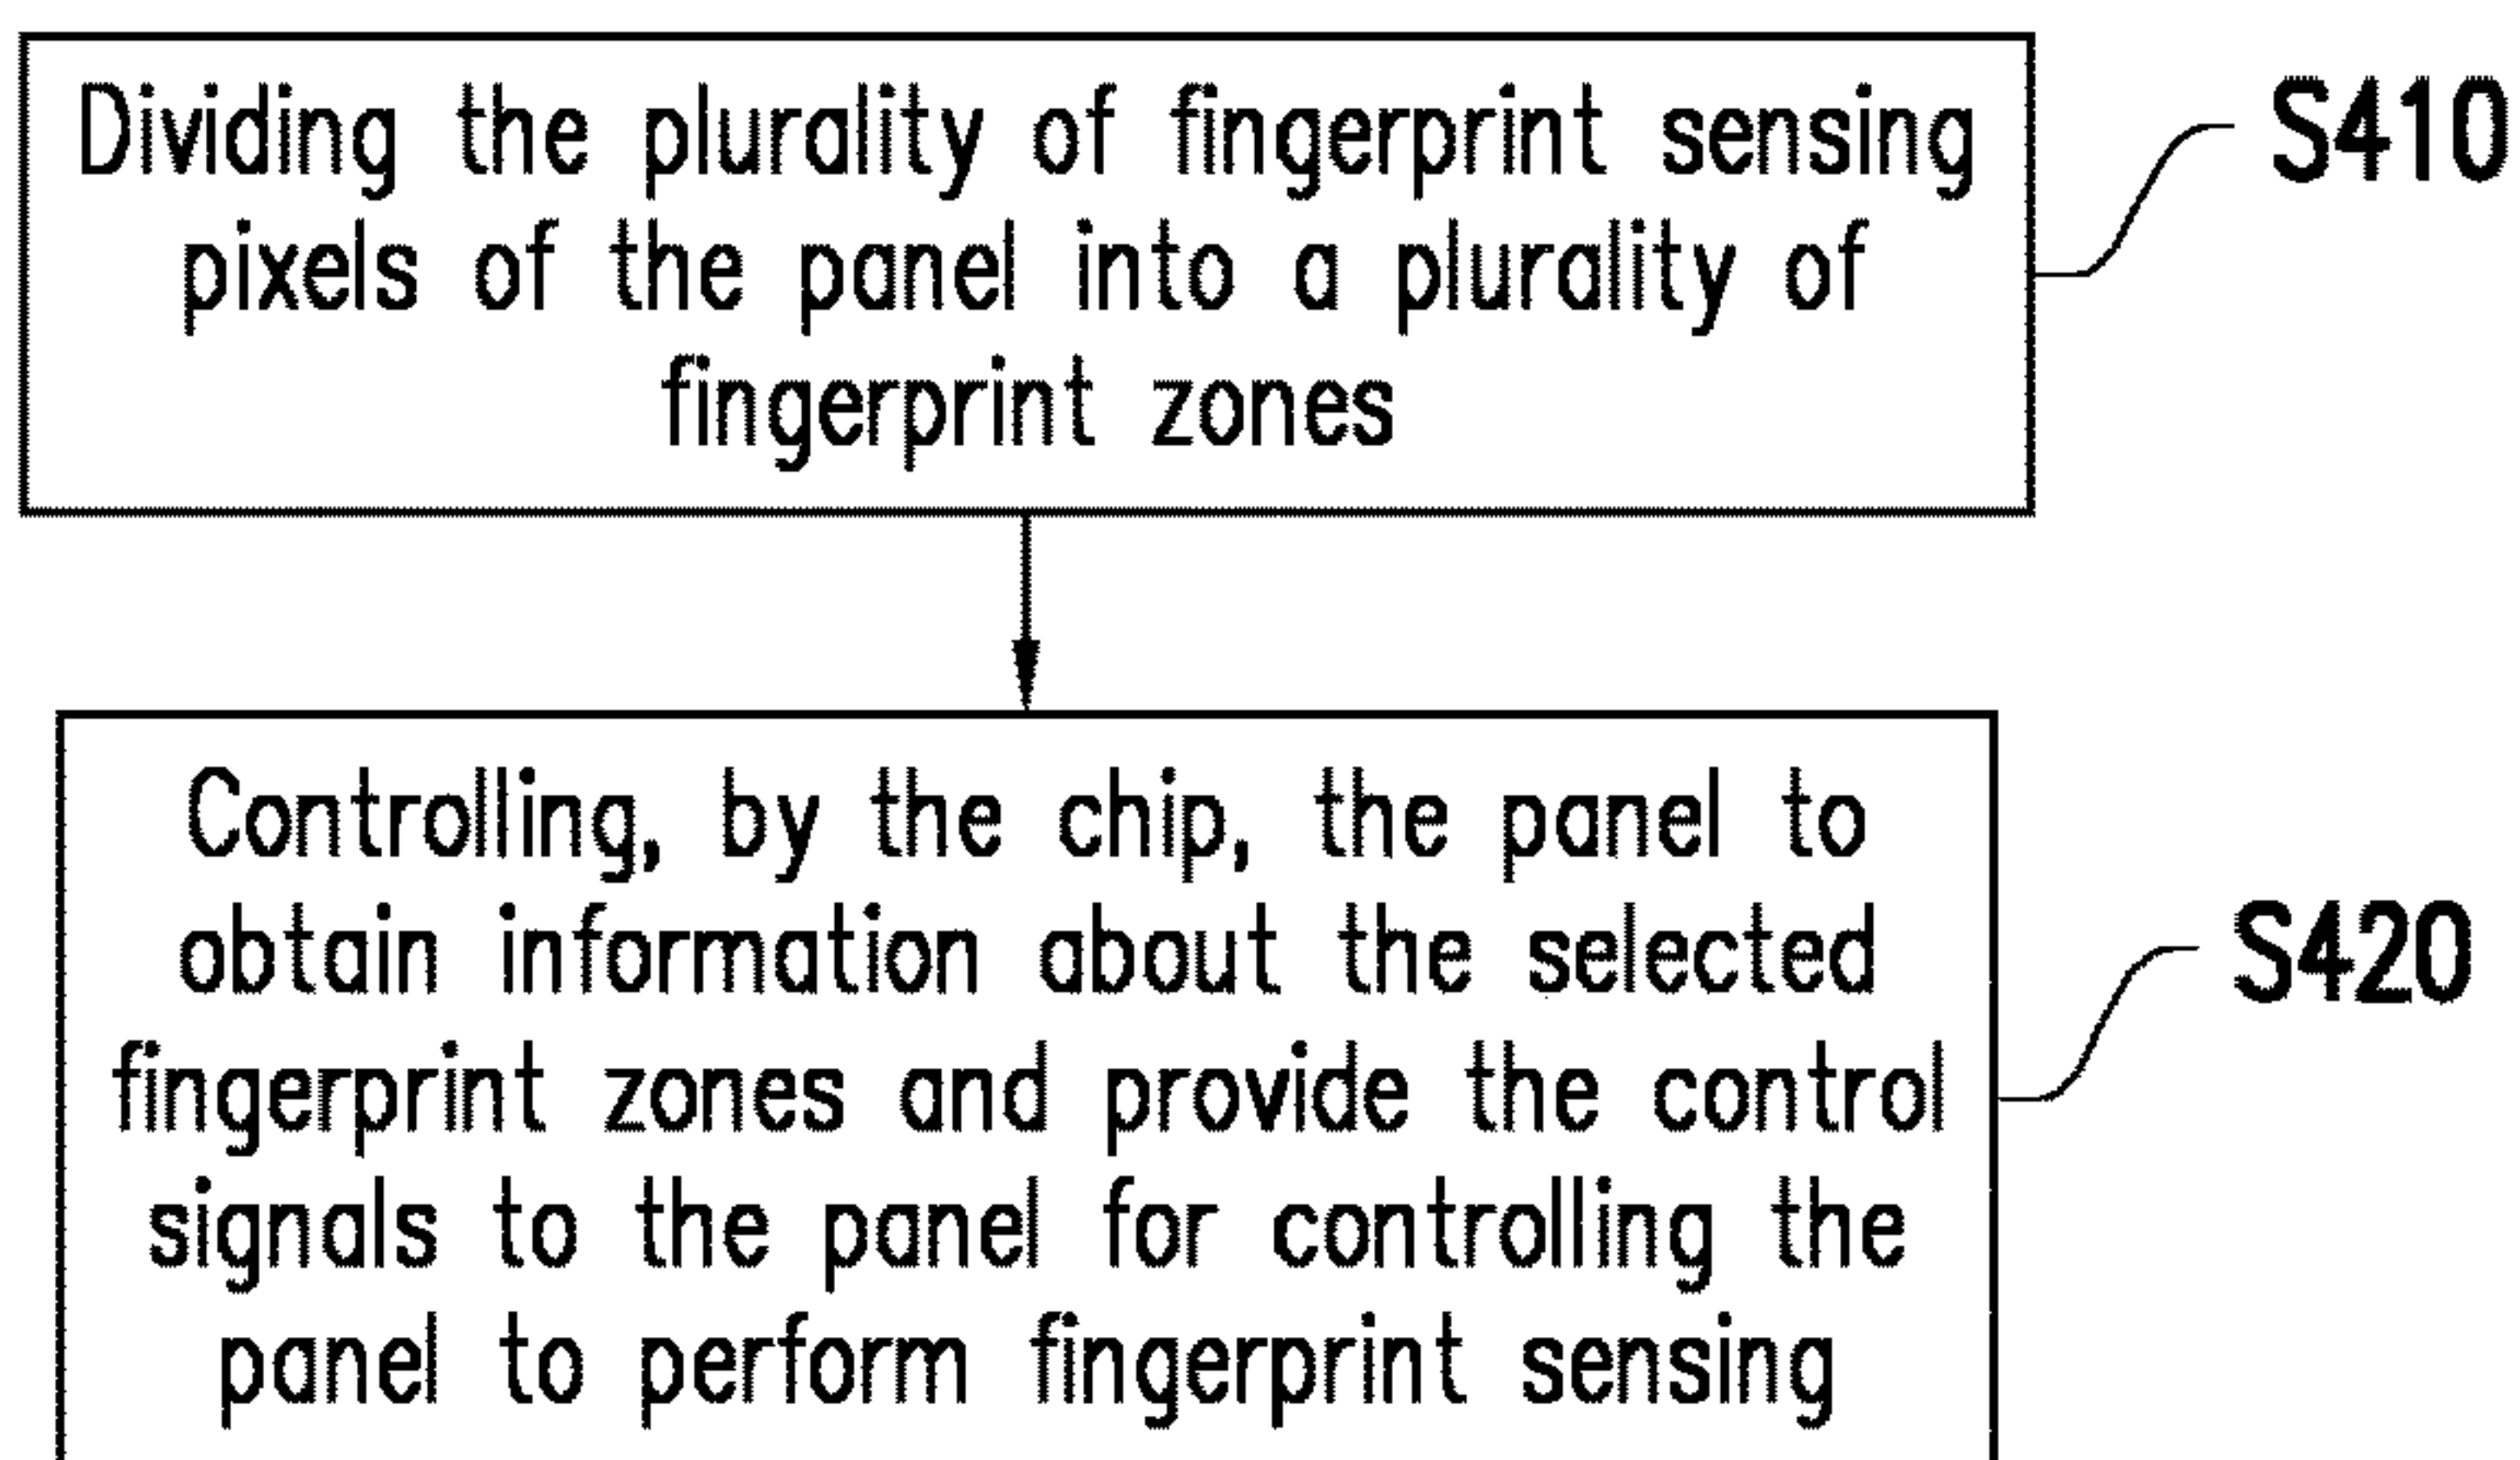 Dividing the plurality of fingerprint sensing
pixels of the panel into a plurality of
fingerprint zones
S410
Controlling, by the chip, the panel to
obtain information about the selected
fingerprint zones and provide the control
signals to the panel for controlling the
panel to perform fingerprint sensing
S420